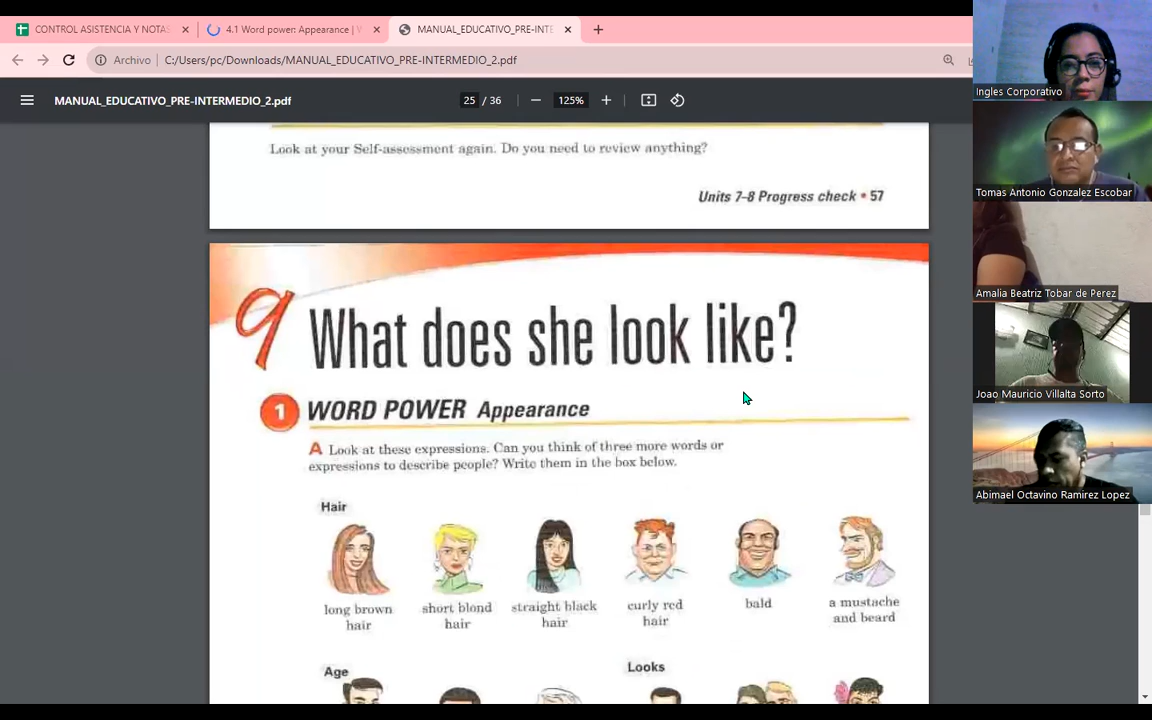 CONTROL ASISTENCIA Y NOTAS
4.1 Word power: Appearance |
MANUAL_EDUCATIVO_PRE-INTE
Archivo
C:/Users/pc/Downloads/MANUAL_EDUCATIVO_PRE-INTERMEDIO_2.pdf
MANUAL_EDUCATIVO_PRE-INTERMEDIO_2.pdf
25 / 36
125%
Look at your Self-assessment again. Do you need to review anything?
Units 7–8 Progress check • 57
9 What does she look like?
1 WORD POWER Appearance
A Look at these expressions. Can you think of three more words or
expressions to describe people? Write them in the box below.
Hair
long brown
hair
short blond
hair
straight black
hair
curly red
hair
bald
a mustache
and beard
Age
Looks
Ingles Corporativo
Tomas Antonio Gonzalez Escobar
Amalia Beatriz Tobar de Perez
Joao Mauricio Villalta Sorto
Abimael Octavino Ramirez Lopez